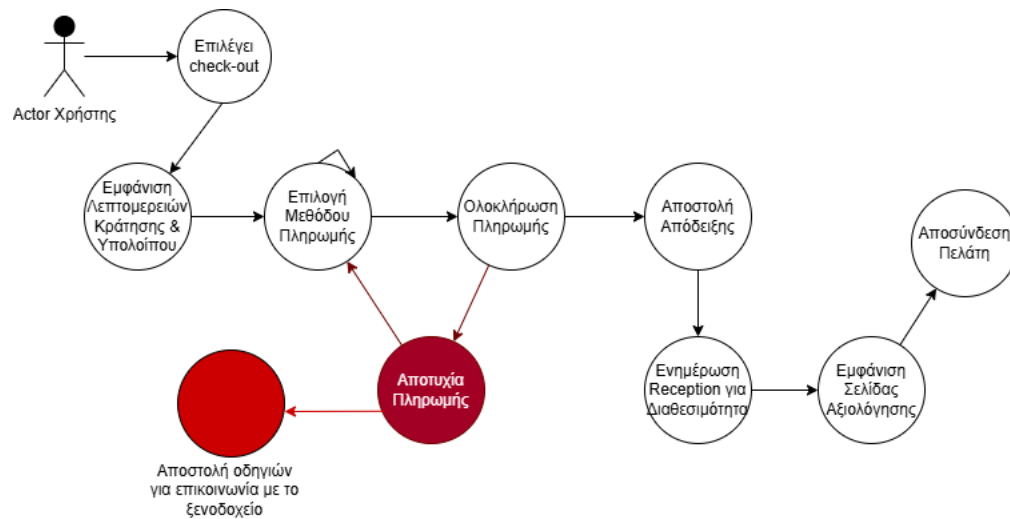 Actor Χρήστης
Επιλέγει
check-out
Εμφάνιση
Λεπτομερειών
Κράτησης &
Υπολοίπου
Επιλογή
Μεθόδου
Πληρωμής
Ολοκλήρωση
Πληρωμής
Αποστολή
Απόδειξης
Αποσύνδεση
Πελάτη
Ενημέρωση
Reception για
Διαθεσιμότητα
Εμφάνιση
Σελίδας
Αξιολόγησης
Αποτυχία
Πληρωμής
Αποστολή οδηγιών
για επικοινωνία με το
ξενοδοχείο